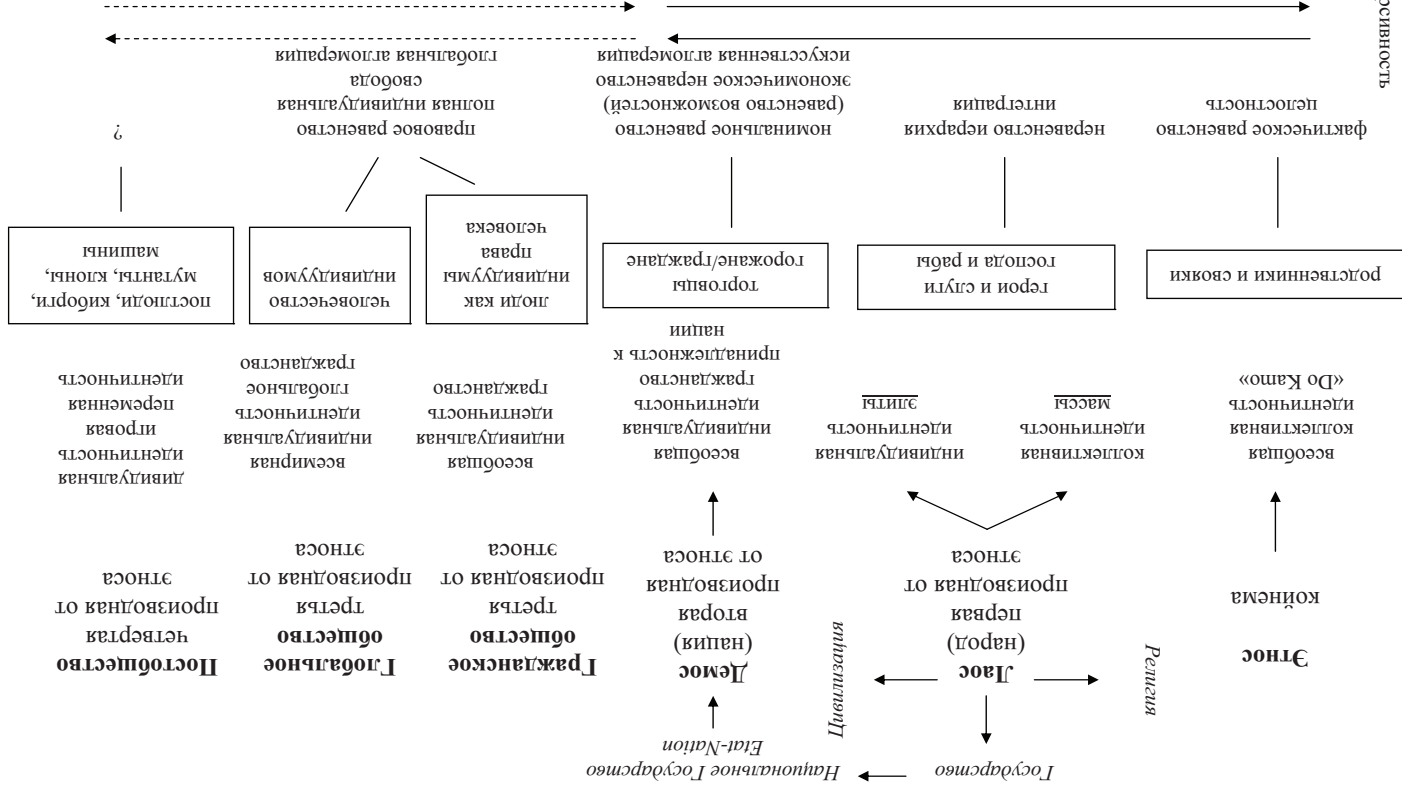 Государство
Национальное Государство
Etat-Nation
Этнос
койнема
Религия
Лаос
(народ)
первая
производная от
этноса
Цивилизация
Демос
(нация)
вторая
производная
от этноса
Гражданское
общество
третья
производная от
этноса
Глобальное
общество
третья
производная от
этноса
Постобщество
четвертая
производная от
этноса
всеобщая
коллективная
идентичность
«Do Kamo»
коллективная
идентичность
массы
индивидуальная
идентичность
элиты
всеобщая
индивидуальная
идентичность
гражданство
принадлежность к
нации
всеобщая
индивидуальная
идентичность
гражданство
всемирная
индивидуальная
идентичность
глобальное
гражданство
дивидуальная
идентичность
игровая
переменная
идентичность
родственники и свояки
герои и слуги
господа и рабы
торговцы
горожане/граждане
люди как
индивидуумы
права
человека
человечество
индивидуумов
постлюди, киборги,
мутанты, клоны,
машины
фактическое равенство
целостность
неравенство иерархия
интеграция
номинальное равенство
(равенство возможностей)
экономическое неравенство
искусственная агломерация
правовое равенство
полная индивидуальная
свобода
глобальная агломерация
?
рсивность